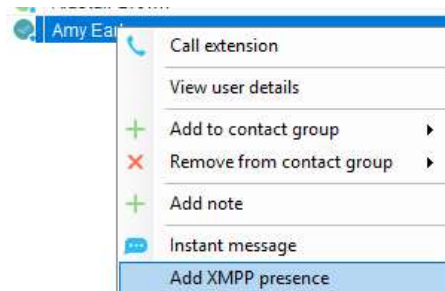 Amy Earl
Call extension
View user details
Add to contact group
Remove from contact group
Add note
Instant message
Add XMPP presence